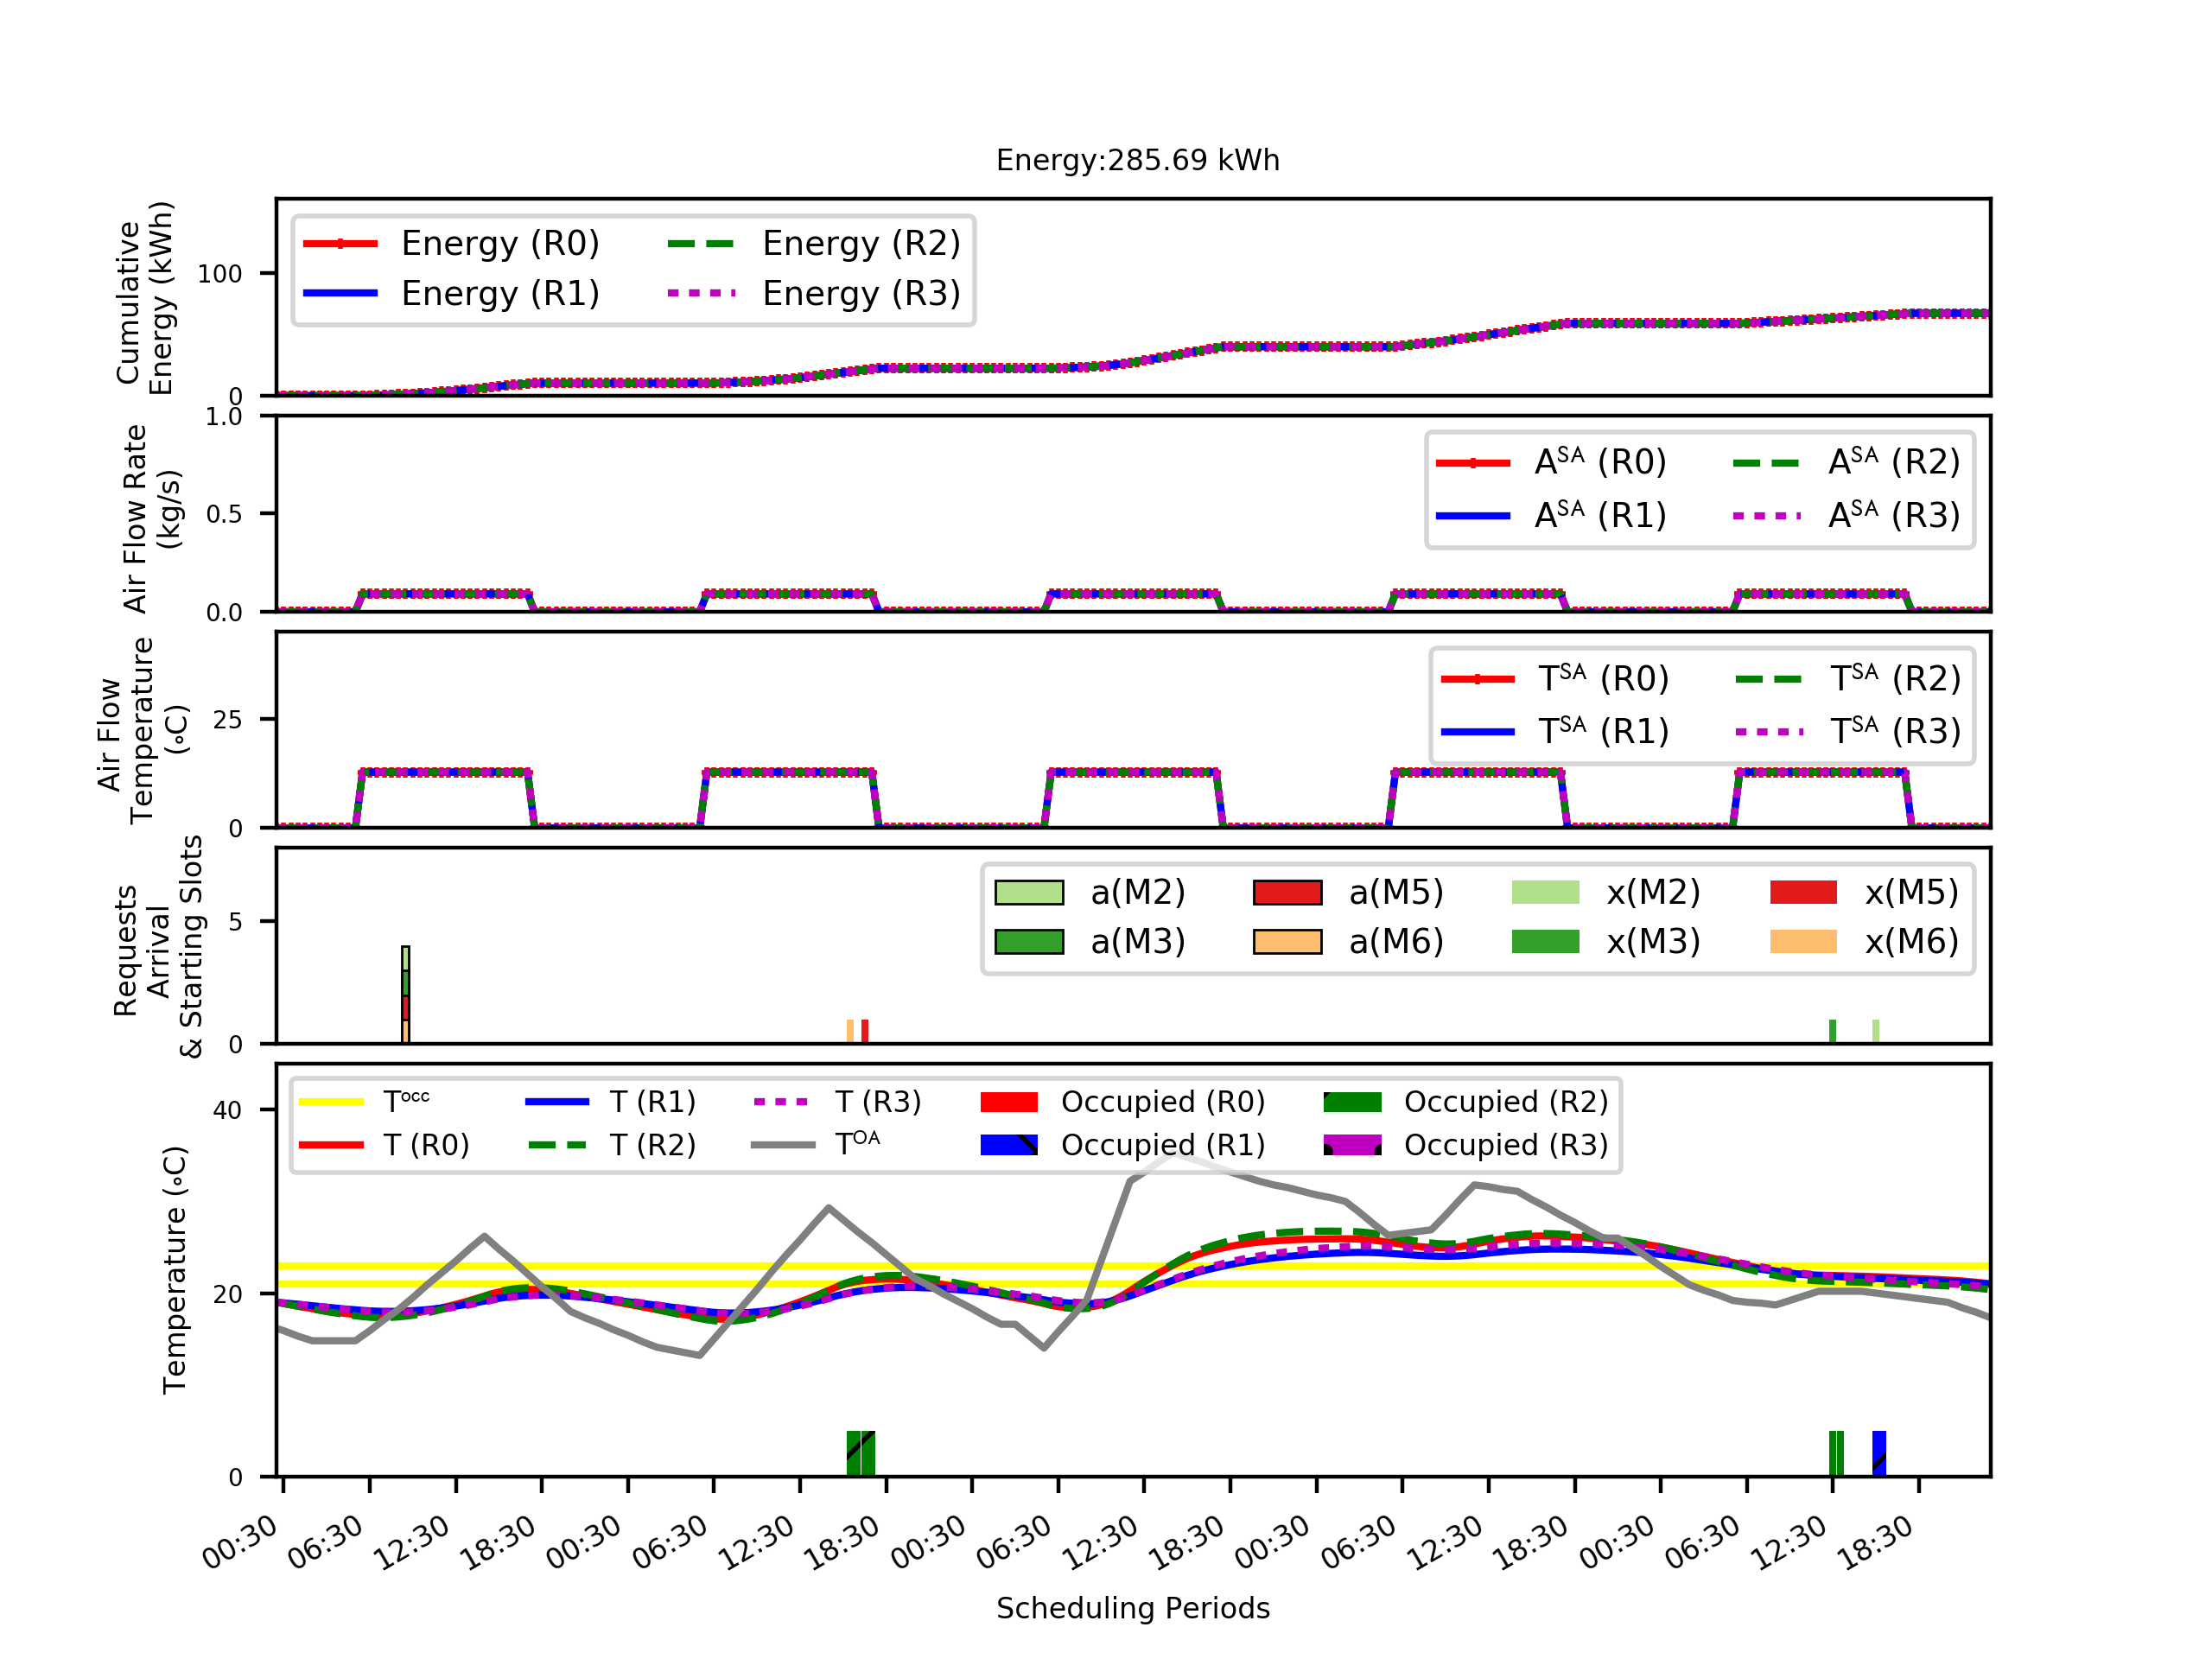 Energy:285.69 kWh
Cumulative
Energy (kWh)
100
0
Energy (R0)
Energy (R2)
Energy (R1)
Energy (R3)
Air Flow Rate
(kg/s)
1.0
0.5
0.0
A^SA (R0)
A^SA (R2)
A^SA (R1)
A^SA (R3)
Air Flow
Temperature
(∘C)
25
0
T^SA (R0)
T^SA (R2)
T^SA (R1)
T^SA (R3)
Requests
Arrival
& Starting Slots
5
0
a(M2)
a(M5)
x(M2)
x(M5)
a(M3)
a(M6)
x(M3)
x(M6)
Temperature (∘C)
40
20
0
T^occ
T (R1)
T (R3)
Occupied (R0)
Occupied (R2)
T (R0)
T (R2)
T^OA
Occupied (R1)
Occupied (R3)
00:30 06:30 12:30 18:30 00:30 06:30 12:30 18:30 00:30 06:30 12:30 18:30 00:30 06:30 12:30 18:30 00:30 06:30 12:30 18:30
Scheduling Periods